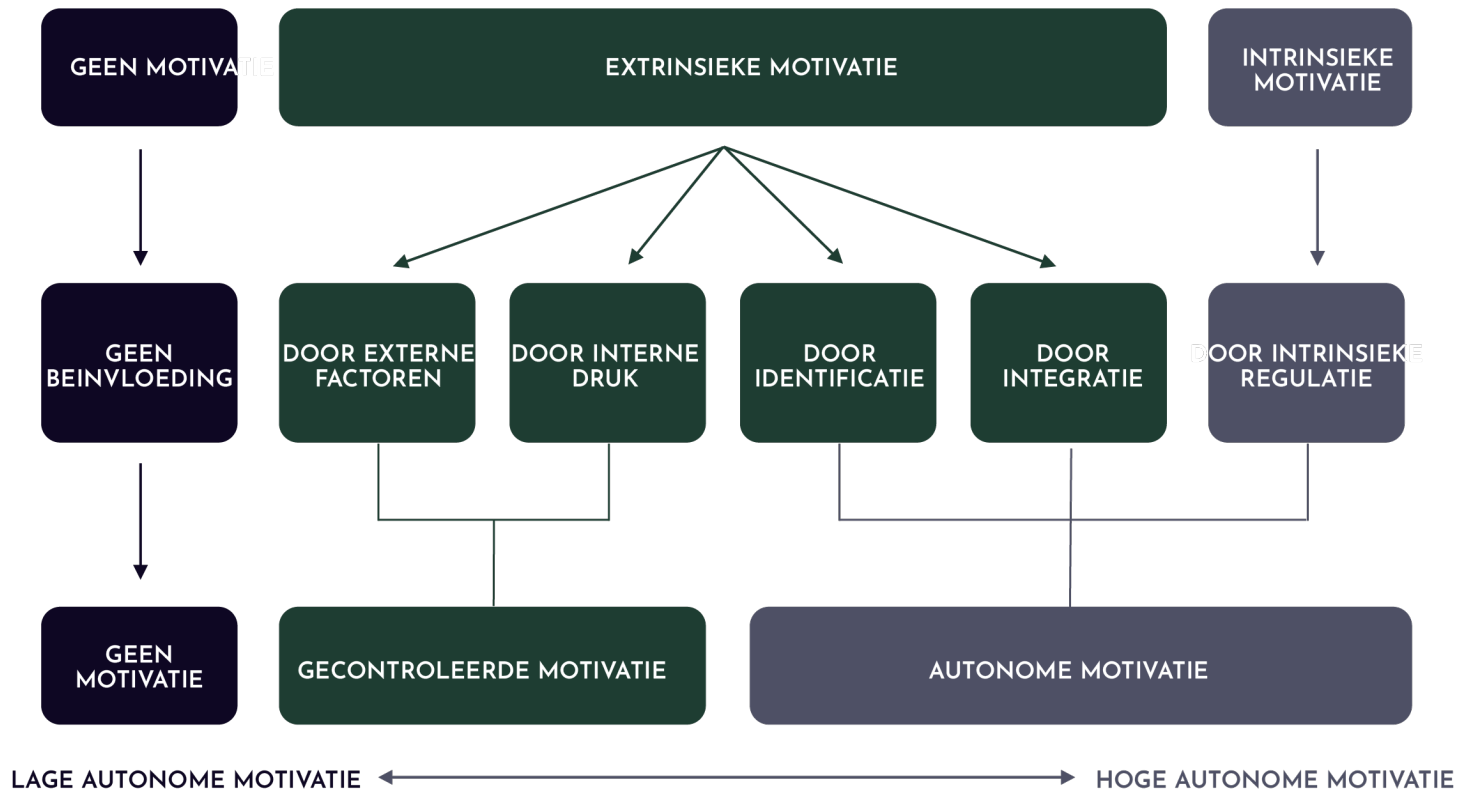 GEEN MOTIVATIE
EXTRINSIEKE MOTIVATIE
INTRINSIEKE
MOTIVATIE
GEEN
BEINVLOEDING
DOOR EXTERNE
FACTOREN
DOOR INTERNE
DRUK
DOOR
IDENTIFICATIE
DOOR
INTEGRATIE
DOOR INTRINSIEKE
REGULATIE
GEEN
MOTIVATIE
GECONTROLEERDE MOTIVATIE
AUTONOME MOTIVATIE
LAGE AUTONOME MOTIVATIE
HOGE AUTONOME MOTIVATIE